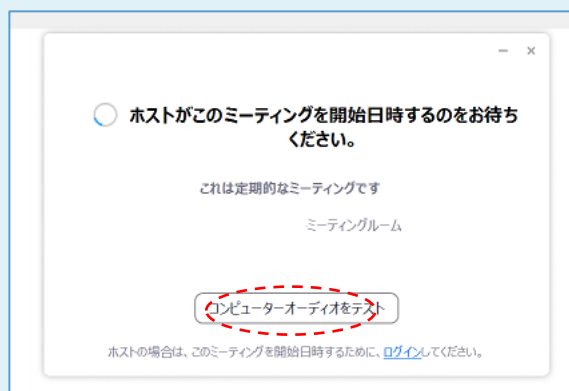 ホストがこのミーティングを開始日時するのをお待ち
ください。
これは定期的なミーティングです
ミーティングルーム
コンピューターオーディオをテスト
ホストの場合は、このミーティングを開始日時するために、ログインしてください。